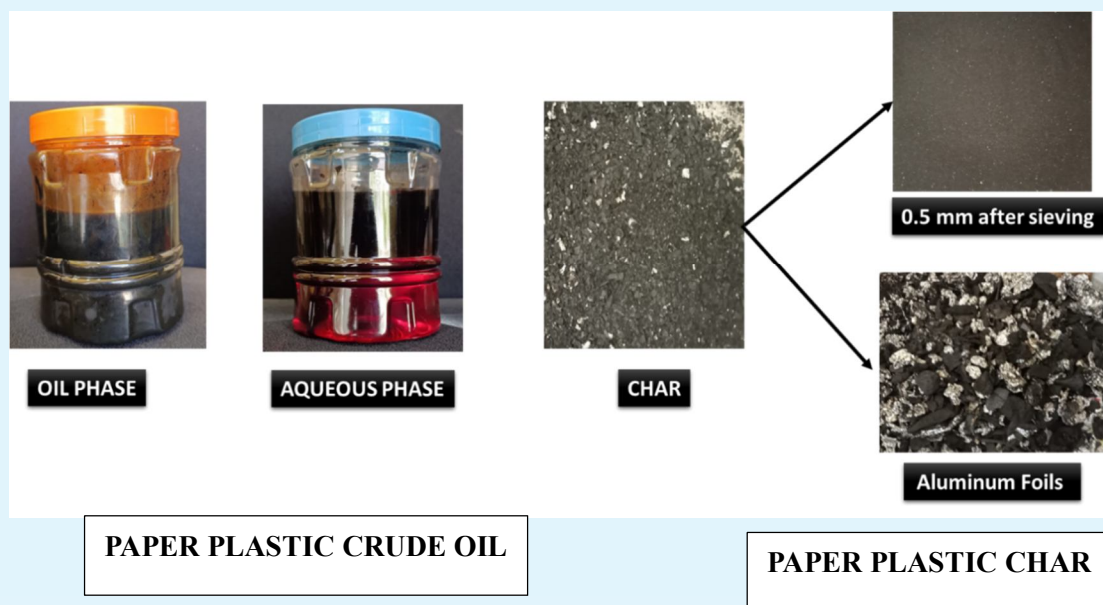 0.5 mm after sieving
OIL PHASE
AQUEOUS PHASE
CHAR
Aluminum Foils
PAPER PLASTIC CRUDE OIL
PAPER PLASTIC CHAR